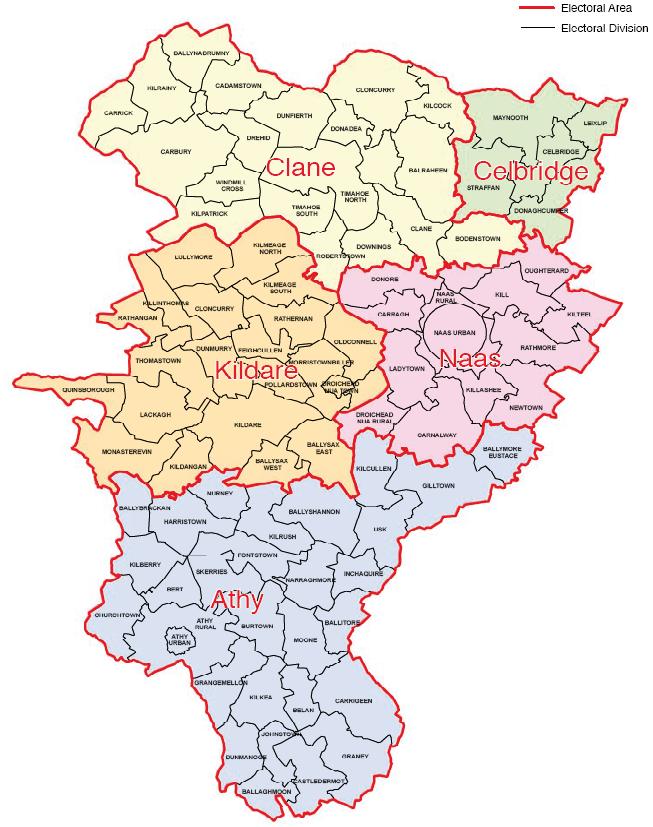 Electoral Area
Electoral Division
BALLYNADRUMNY
KILRAINY
CADAMSTOWN
CARRICK
CLONCURRY
KILCOCK
DUNFIERTH
DONADEA
DREHID
CARBURY
Clane
BALRAHEEN
WINDMILL
CROSS
TIMAHOE
NORTH
TIMAHOE
SOUTH
KILPATRICK
CLANE
DOWNINGS
ROBERTSTOWN
BODENSTOWN
MAYNOOTH
LEIXLIP
CELBRIDGE
Celbridge
STRAFFAN
DONAGHCUMPER
LULLYMORE
KILMEAGE
NORTH
KILMEAGE
SOUTH
KILLINTHOMAS
RATHANGAN
CLONCURRY
RATHERNAN
OLDCONNELL
DUNMURRY
FEIGHCULLEN
THOMASTOWN
MORRISTOWNBILLER
Kildare
POLLARDSTOWN
DROICHEAD
NUA TOWN
QUINSBOROUGH
LACKAGH
KILDARE
MONASTEREVIN
KILDANGAN
BALLYSAX
WEST
BALLYSAX
EAST
OUGHTERARD
DONORE
NAAS
RURAL
KILL
CARRAGH
KILTEEL
NAAS URBAN
RATHMORE
Naas
LADYTOWN
KILLASHEE
NEWTOWN
DROICHEAD
NUA RURAL
CARNALWAY
BALLYMORE
EUSTACE
KILCULLEN
GILLTOWN
NURNEY
BALLYBRACKAN
HARRISTOWN
BALLYSHANNON
USK
KILRUSH
FONTSTOWN
KILBERRY
SKERRIES
NARRAGHMORE
INCHAQUIRE
BERT
Athy
CHURCHTOWN
ATHY
RURAL
BURTOWN
BALLITORE
ATHY
URBAN
MOONE
GRANGEMELLON
KILKEA
BELAN
CARRIGEEN
JOHNSTOWN
DUNMANOGE
GRANEY
CASTLEDERMOT
BALLAGHMOON